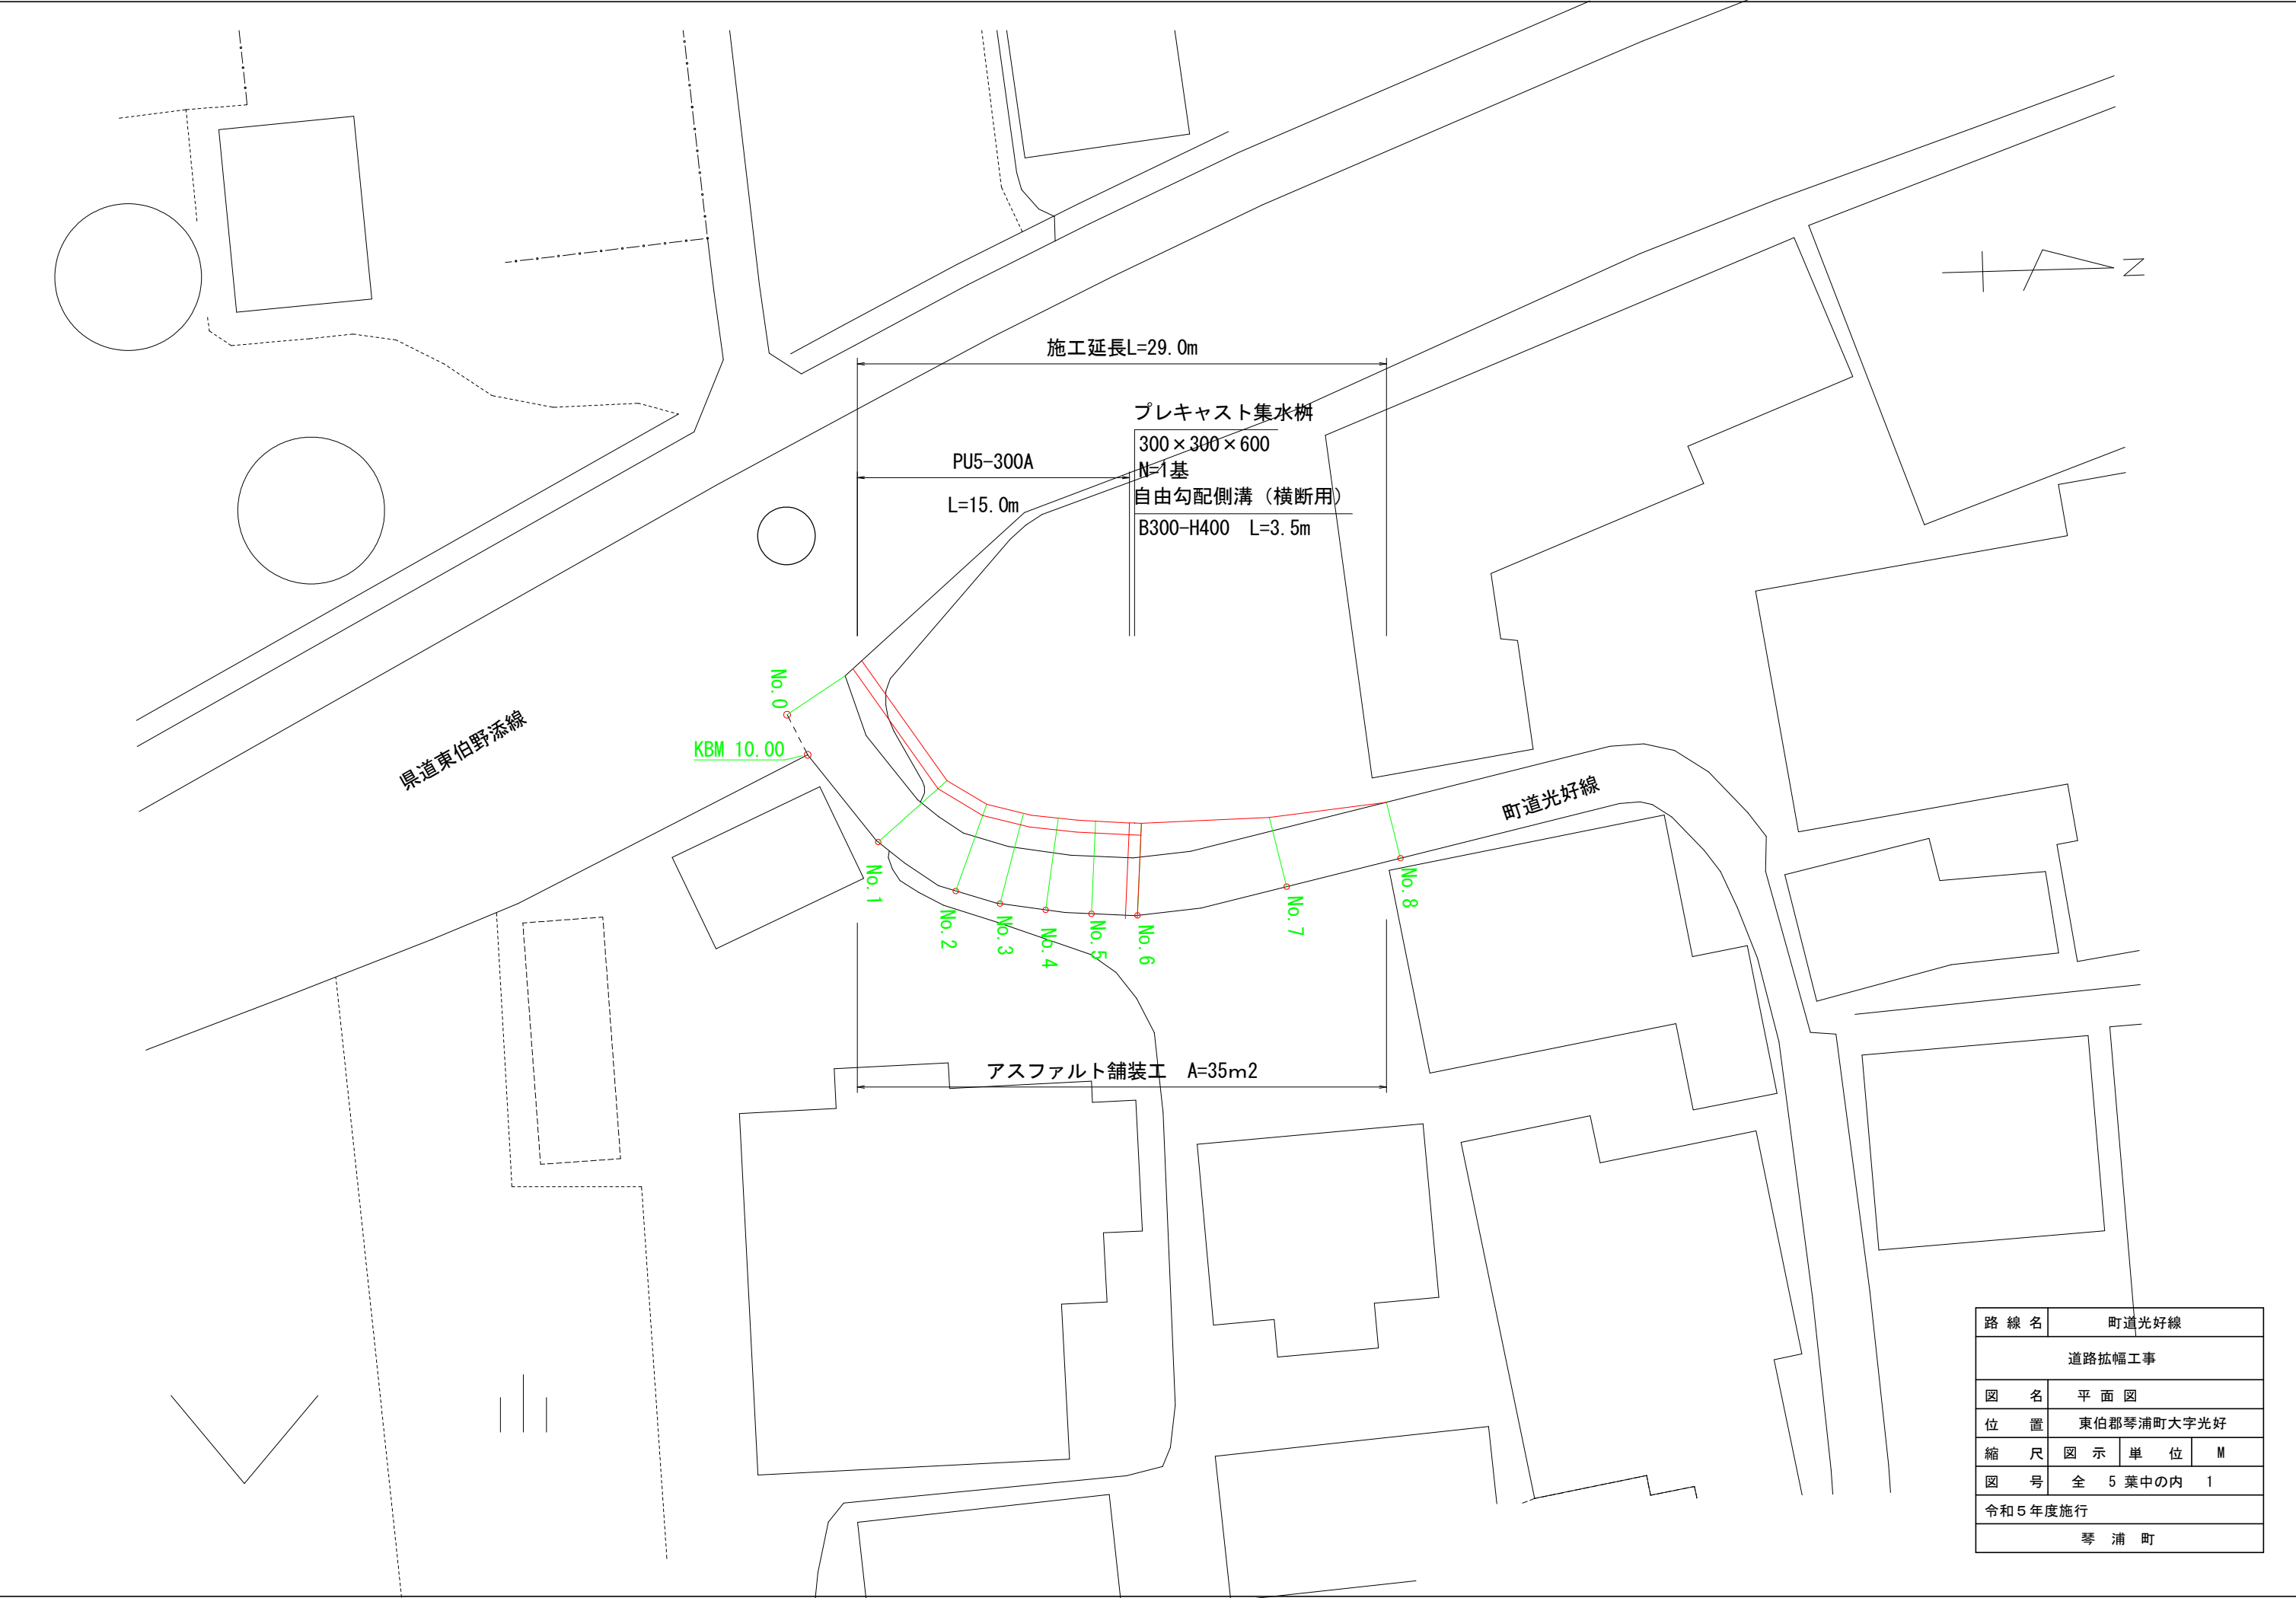 施工延長L=29.0m
プレキャスト集水桝
300×300×600
N=1基
自由勾配側溝（横断用）
B300-H400 L=3.5m
PU5-300A
L=15.0m
No.0
KBM 10.00
県道東伯野添線
町道光好線
No.1
No.2
No.3
No.4
No.5
No.6
No.7
No.8
アスファルト舗装工 A=35m2
N
路線名 町道光好線
道路拡幅工事
図名 平面図
位置 東伯郡琴浦町大字光好
縮尺 図示 単位 M
図号 全 5 葉中の内 1
令和５年度施行
琴浦町